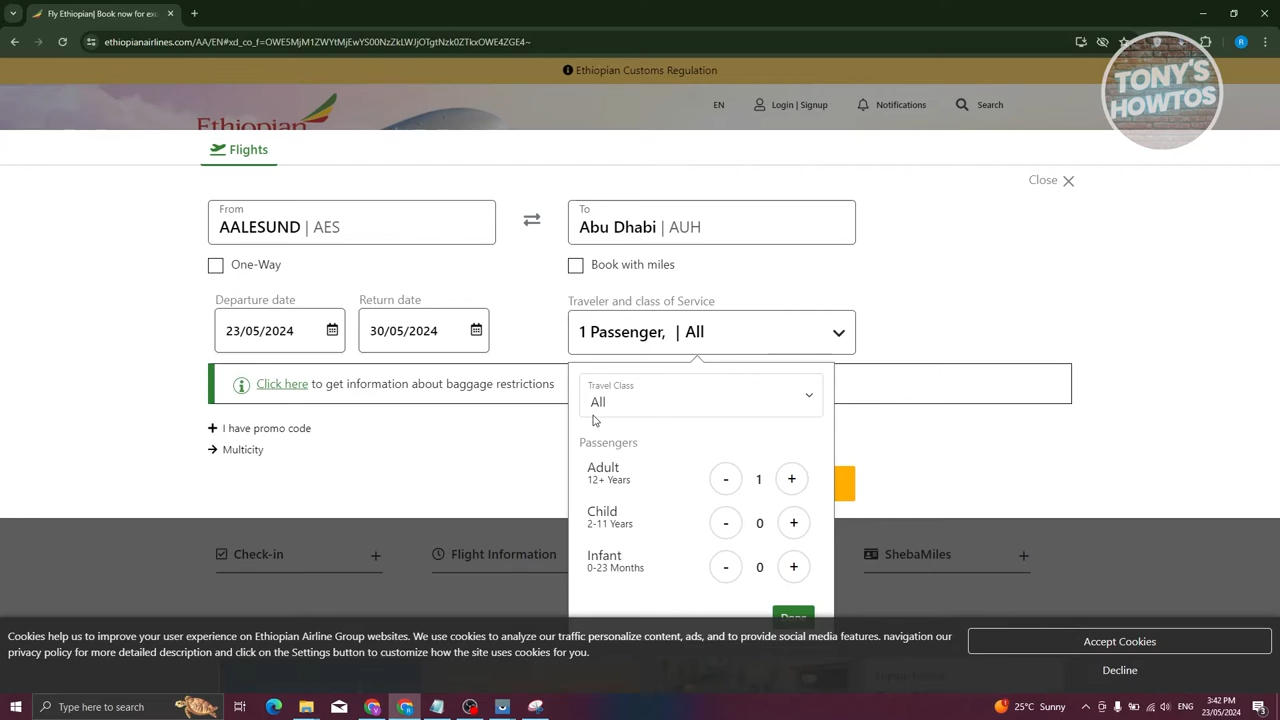 Fly Ethiopian| Book now for exc
ethiopianairlines.com/AA/EN#xd_co_f=OWE5MjM1ZWYtMjEwYS00NzZkLWJjOTgtNzk0ZTkxOWE4ZGE4~
R
TONY'S
HOWTOS
Ethiopian Customs Regulation
Ethiopian
EN
Login | Signup
Notifications
Search
Flights
Close
From
AALESUND | AES
To
Abu Dhabi | AUH
One-Way
Book with miles
Departure date
Return date
Traveler and class of Service
23/05/2024
30/05/2024
1 Passenger, | All
Click here to get information about baggage restrictions
Travel Class
All
I have promo code
Multicity
Passengers
Adult
12+ Years
- 1 +
Child
2-11 Years
- 0 +
Infant
0-23 Months
- 0 +
Done
Check-in
Flight Information
ShebaMiles
Cookies help us to improve your user experience on Ethiopian Airline Group websites. We use cookies to analyze our traffic personalize content, ads, and to provide social media features. navigation our
privacy policy for more detailed description and click on the Settings button to customize how the site uses cookies for you.
Accept Cookies
Decline
Type here to search
25°C Sunny
3:42 PM
23/05/2024